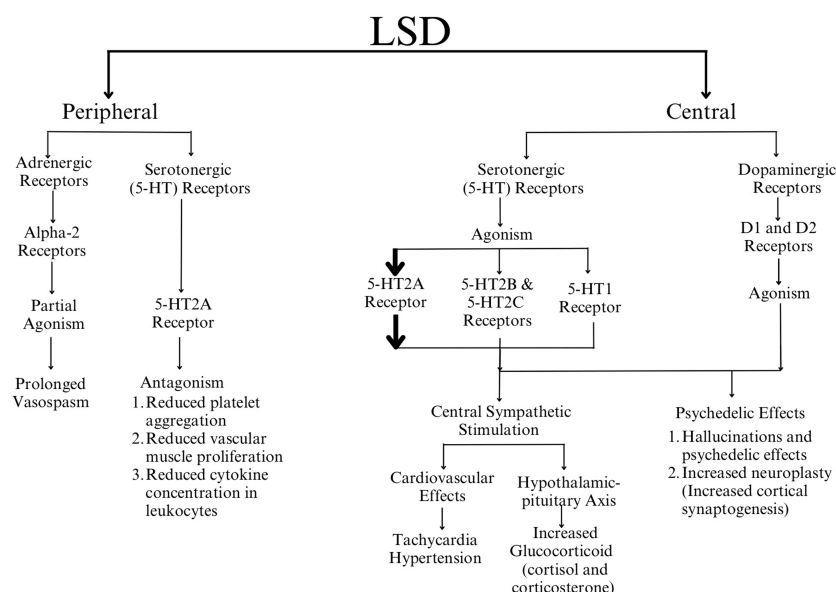 LSD
Peripheral
Central
Adrenergic
Receptors
Serotonergic
(5-HT) Receptors
Serotonergic
(5-HT) Receptors
Dopaminergic
Receptors
Alpha-2
Receptors
Agonism
D1 and D2
Receptors
Partial
Agonism
5-HT2A
Receptor
5-HT2A
Receptor
5-HT2B &
5-HT2C
Receptors
5-HT1
Receptor
Agonism
Prolonged
Vasospasm
Antagonism
1. Reduced platelet
aggregation
2. Reduced vascular
muscle proliferation
3. Reduced cytokine
concentration in
leukocytes
Central Sympathetic
Stimulation
Psychedelic Effects
1. Hallucinations and
psychedelic effects
2. Increased neuroplasty
(Increased cortical
synaptogenesis)
Cardiovascular
Effects
Hypothalamic-
pituitary Axis
Tachycardia
Hypertension
Increased
Glucocorticoid
(cortisol and
corticosterone)